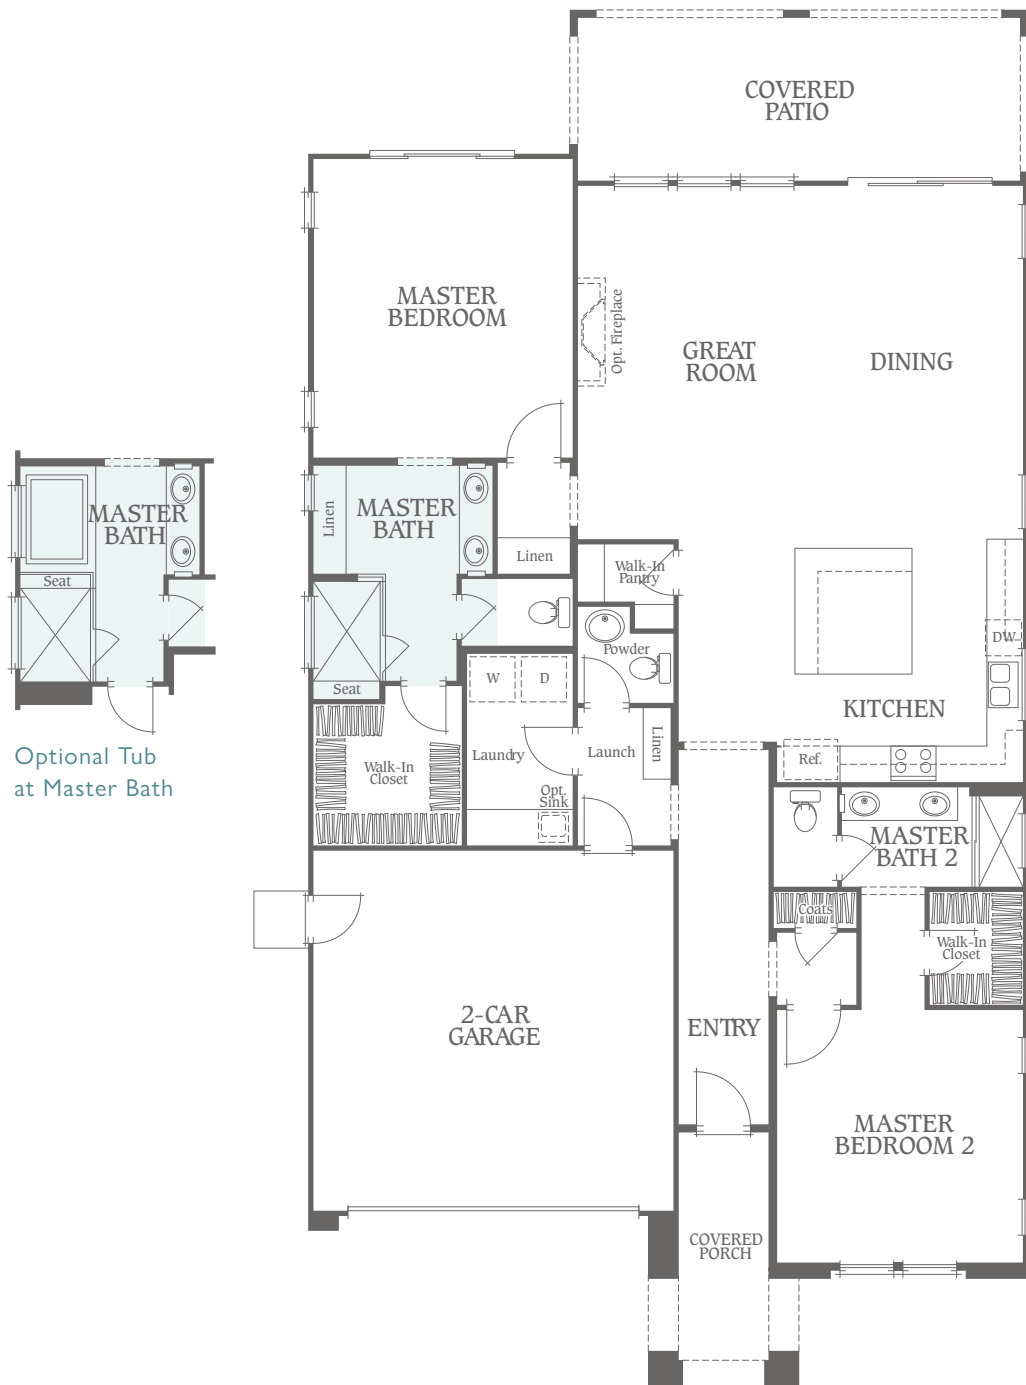 COVERED
PATIO
MASTER
BEDROOM
Opt. Fireplace
GREAT
ROOM
DINING
MASTER
BATH
Seat
Optional Tub
at Master Bath
Linen
MASTER
BATH
Linen
Seat
Walk-In
Pantry
Powder
DW
KITCHEN
Ref.
W
D
Laundry
Launch
Linen
Opt.
Sink
Walk-In
Closet
MASTER
BATH 2
Coats
Walk-In
Closet
2-CAR
GARAGE
ENTRY
MASTER
BEDROOM 2
COVERED
PORCH